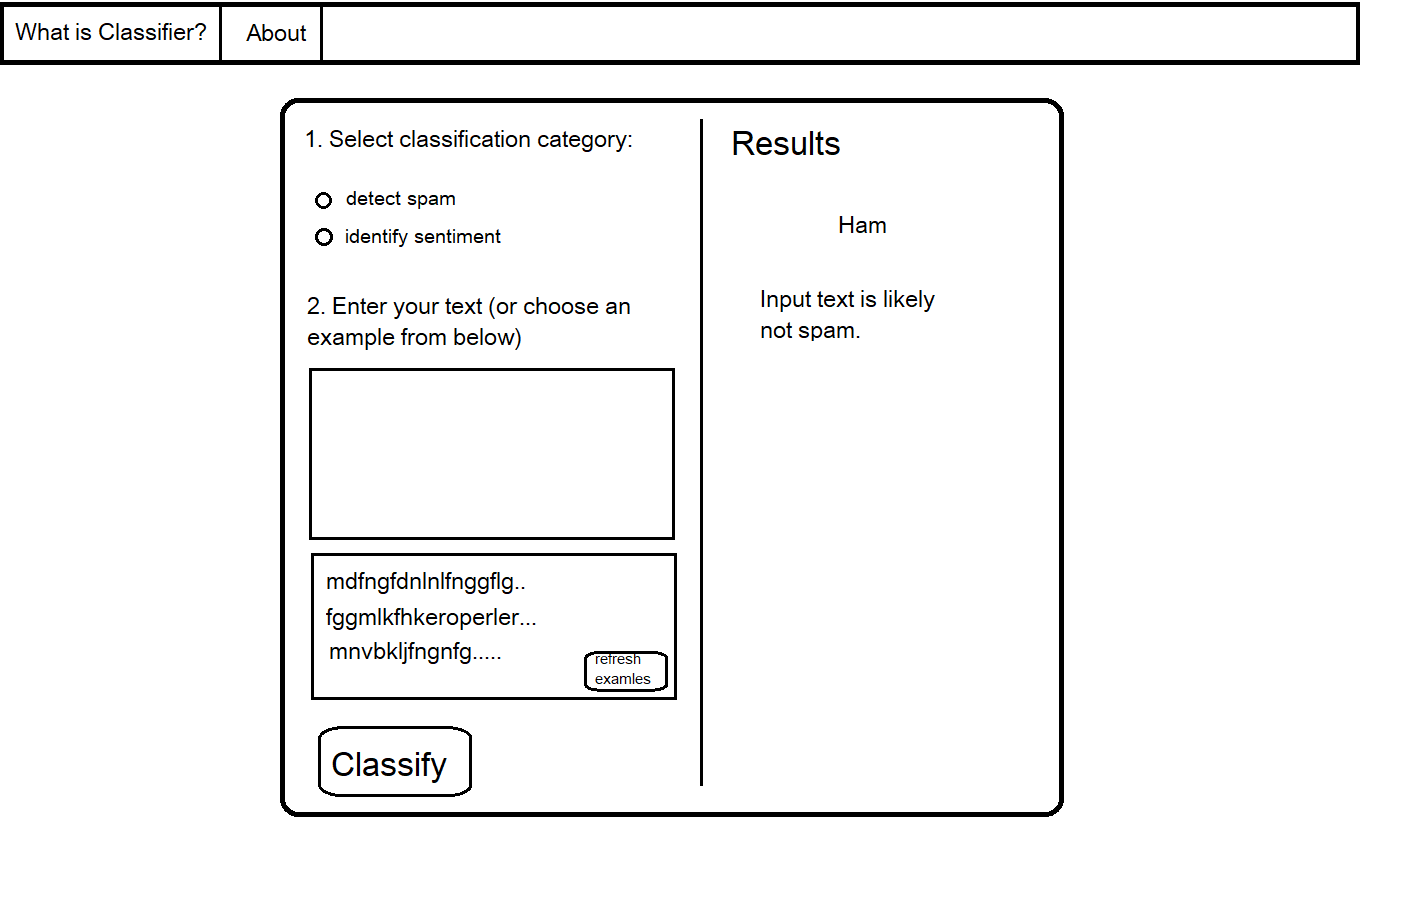 What is Classifier?
About
1. Select classification category:
detect spam
identify sentiment
2. Enter your text (or choose an
example from below)
mdfngfdnlnlfnggflg..
fggmlkfhkeroperler...
mnvbkljfngnfg.....
refresh
examles
Classify
Results
Ham
Input text is likely
not spam.